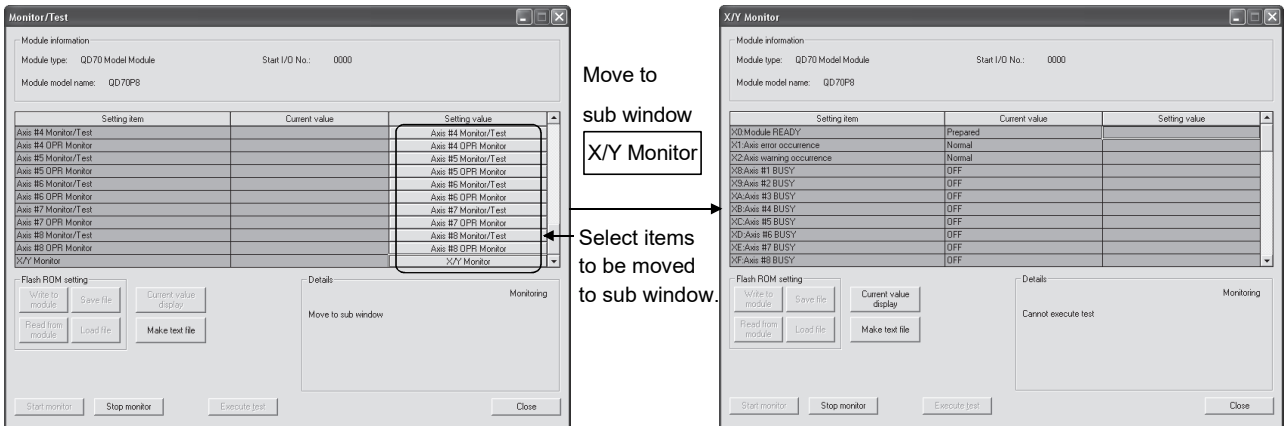 Monitor/Test
Module information
Module type: QD70 Model Module Start I/O No.: 0000
Module model name: QD70P8
Setting item Current value Setting value
Axis #4 Monitor/Test Axis #4 Monitor/Test
Axis #4 OPR Monitor Axis #4 OPR Monitor
Axis #5 Monitor/Test Axis #5 Monitor/Test
Axis #5 OPR Monitor Axis #5 OPR Monitor
Axis #6 Monitor/Test Axis #6 Monitor/Test
Axis #6 OPR Monitor Axis #6 OPR Monitor
Axis #7 Monitor/Test Axis #7 Monitor/Test
Axis #7 OPR Monitor Axis #7 OPR Monitor
Axis #8 Monitor/Test Axis #8 Monitor/Test
Axis #8 OPR Monitor Axis #8 OPR Monitor
X/Y Monitor X/Y Monitor
Flash ROM setting
Write to module
Save file
Current value display
Read from module
Load file
Make text file
Details
Monitoring
Move to sub window
Start monitor
Stop monitor
Execute test
Close
Move to
sub window
X/Y Monitor
Select items
to be moved
to sub window.
X/Y Monitor
Module information
Module type: QD70 Model Module Start I/O No.: 0000
Module model name: QD70P8
Setting item Current value Setting value
X0:Module READY Prepared
X1:Axis error occurrence Normal
X2:Axis warning occurrence Normal
X8:Axis #1 BUSY OFF
X9:Axis #2 BUSY OFF
XA:Axis #3 BUSY OFF
XB:Axis #4 BUSY OFF
XC:Axis #5 BUSY OFF
XD:Axis #6 BUSY OFF
XE:Axis #7 BUSY OFF
XF:Axis #8 BUSY OFF
Flash ROM setting
Write to module
Save file
Current value display
Read from module
Load file
Make text file
Details
Monitoring
Cannot execute test
Start monitor
Stop monitor
Execute test
Close